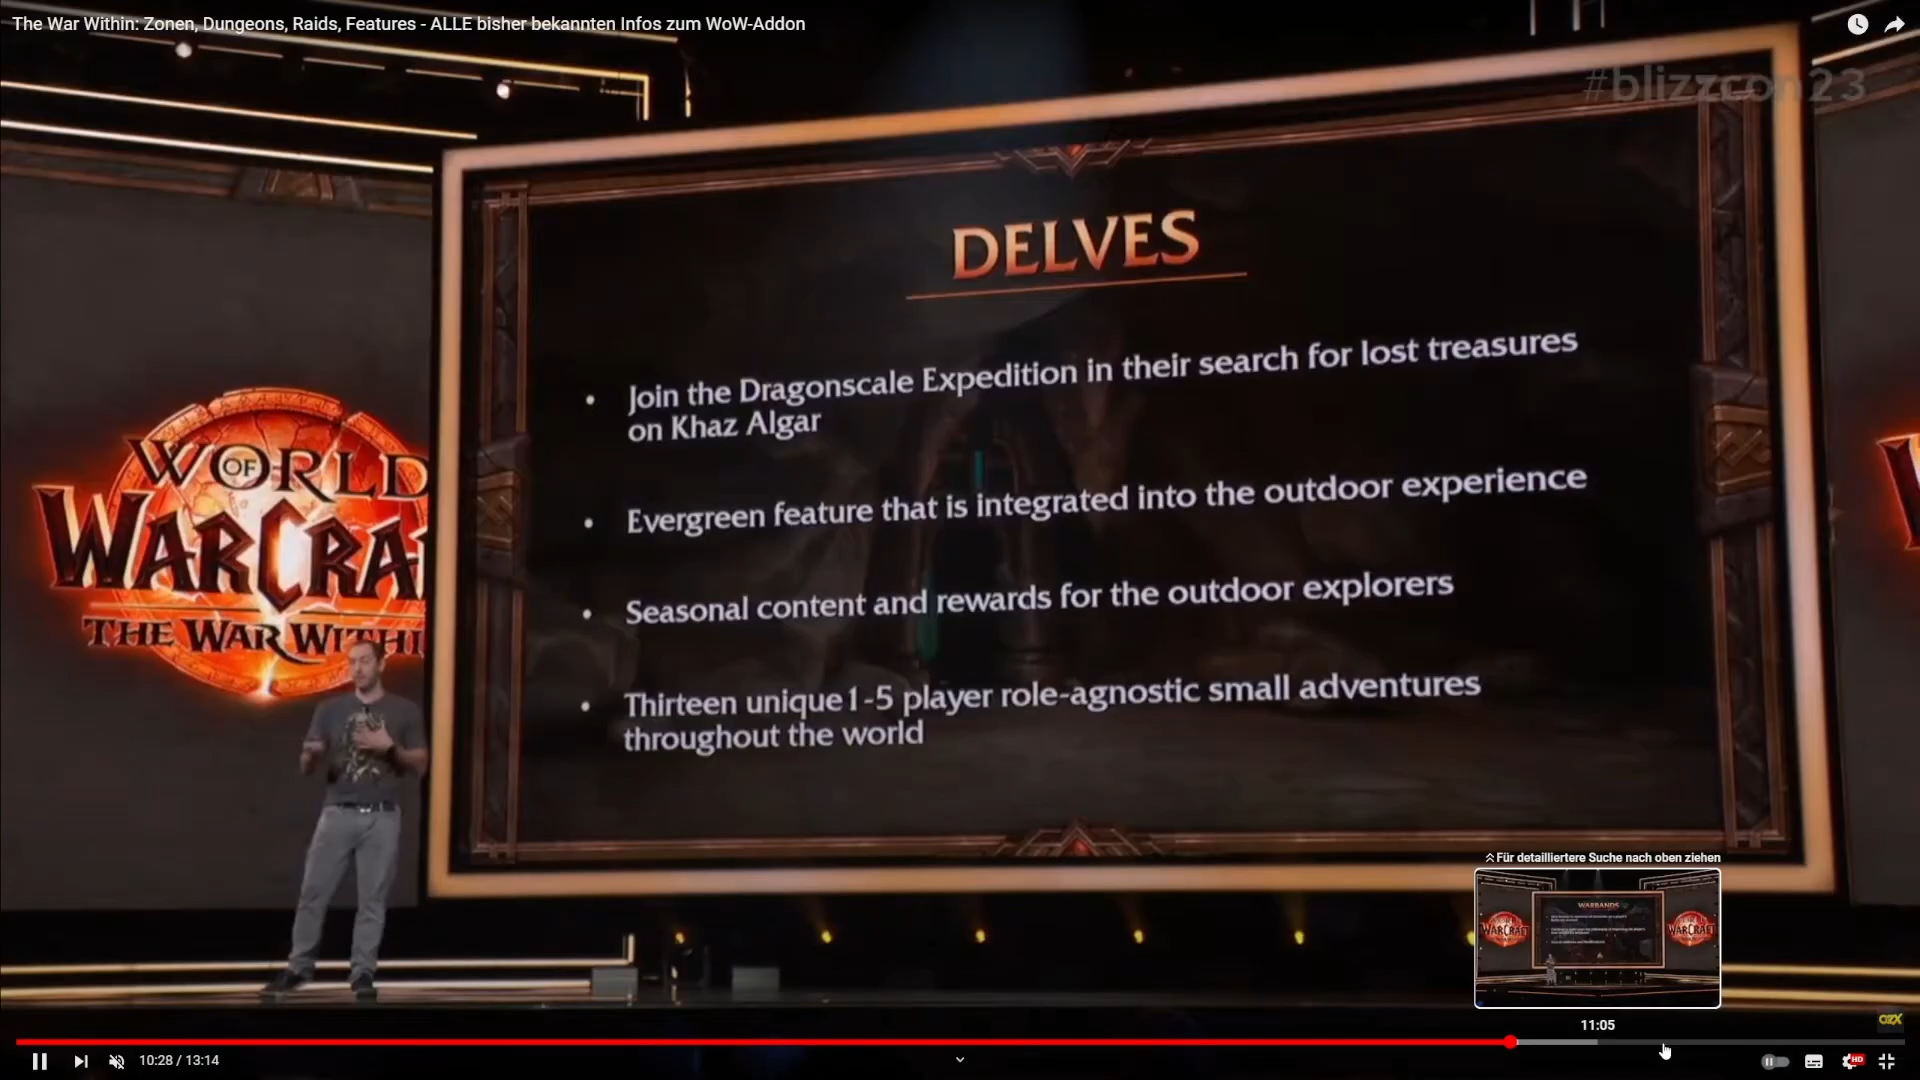 The War Within: Zonen, Dungeons, Raids, Features - ALLE bisher bekannten Infos zum WoW-Addon
#blizzcon23
DELVES
• Join the Dragonscale Expedition in their search for lost treasures
on Khaz Algar
• Evergreen feature that is integrated into the outdoor experience
• Seasonal content and rewards for the outdoor explorers
• Thirteen unique 1-5 player role-agnostic small adventures
throughout the world
WORLD
OF
WARCRA
THE WAR WITHI
Für detailliertere Suche nach oben ziehen
WARBANDS
WARCRAFT
WARCRAFT
11:05
10:28 / 13:14
HD